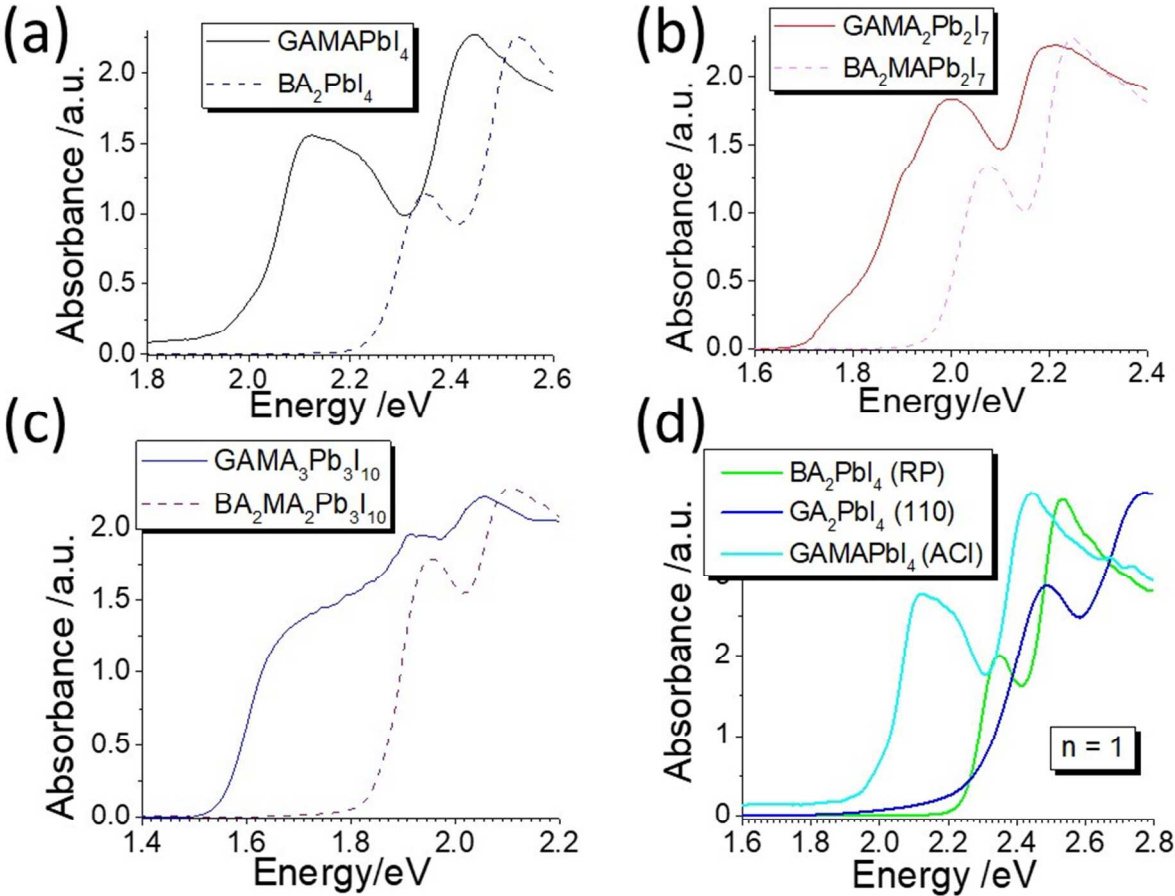 (a)
GAMAPbI₄
BA₂PbI₄
Absorbance /a.u.
2.0
1.5
1.0
0.5
0.0
1.8 2.0 2.2 2.4 2.6
Energy /eV
(b)
GAMA₂Pb₂I₇
BA₂MAPb₂I₇
Absorbance /a.u.
2.0
1.5
1.0
0.5
0.0
1.6 1.8 2.0 2.2 2.4
Energy/eV
(c)
GAMA₃Pb₃I₁₀
BA₂MA₂Pb₃I₁₀
Absorbance /a.u.
2.0
1.5
1.0
0.5
0.0
1.4 1.6 1.8 2.0 2.2
Energy/eV
(d)
BA₂PbI₄ (RP)
GA₂PbI₄ (110)
GAMAPbI₄ (ACI)
Absorbance /a.u.
2
1
0
n = 1
1.6 2.0 2.2 2.4 2.6 2.8
Energy /eV